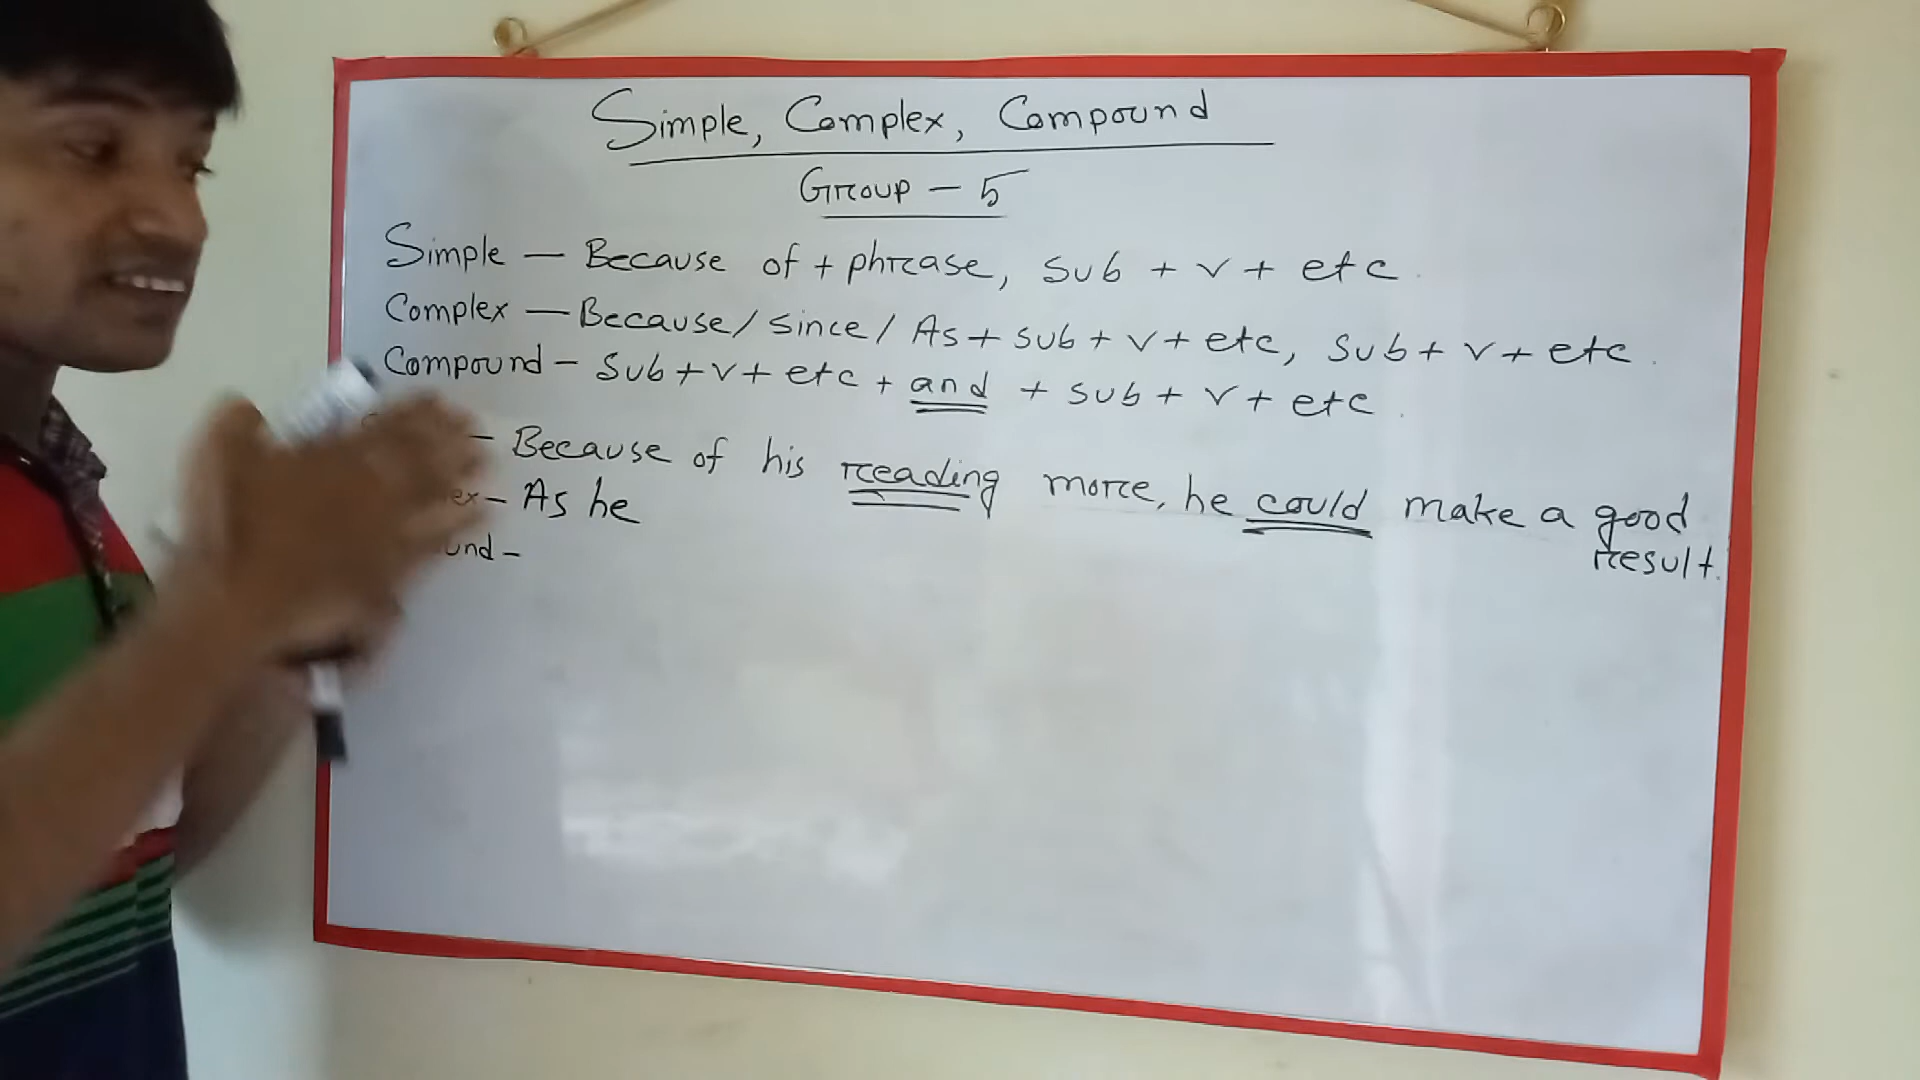 Simple, Complex, Compound
Group - 5
Simple — Because of + phrase, sub + v + etc.
Complex — Because/since/As + sub + v + etc, sub + v + etc.
Compound - sub + v + etc + and + sub + v + etc.
- Because of his reading more, he could make a good result.
ex - As he
und -